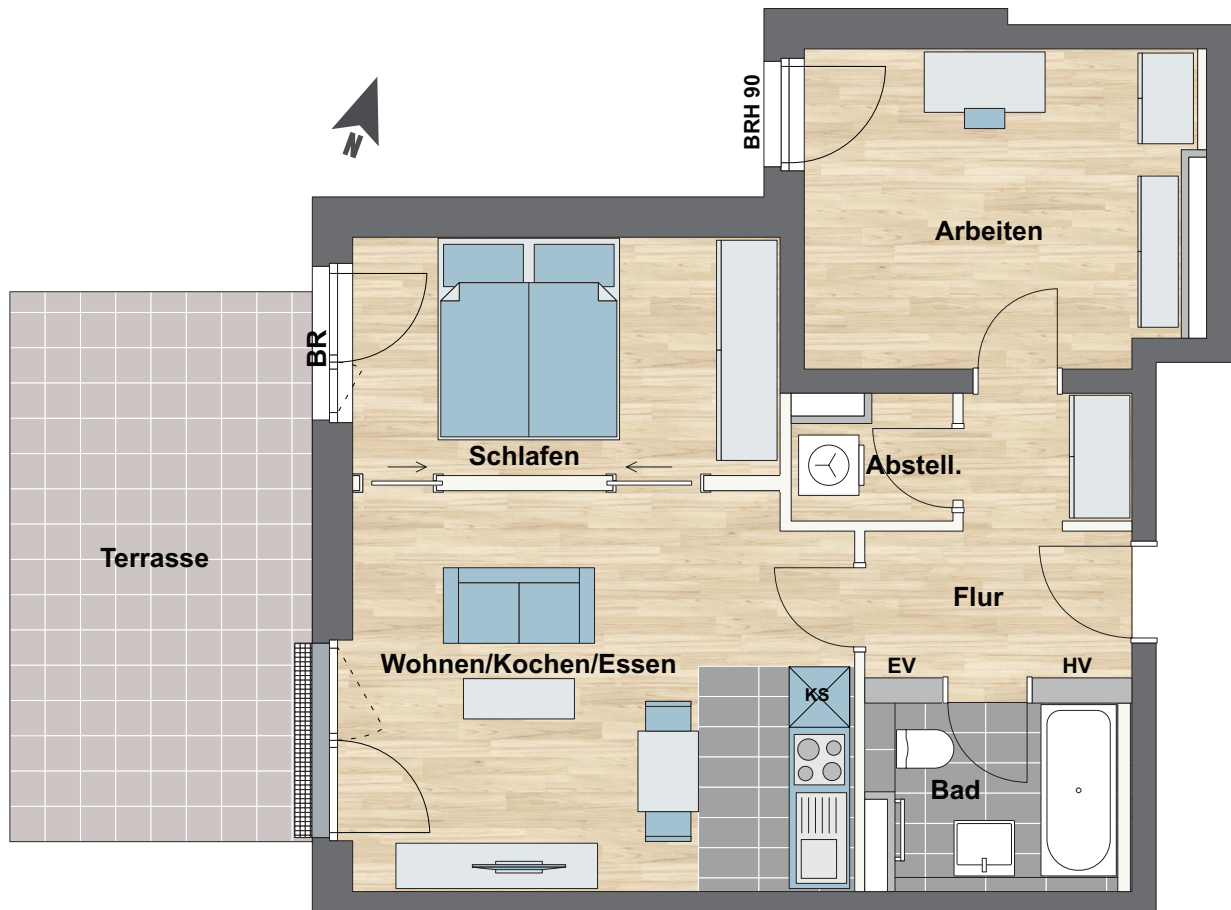 BRH 90
N
Arbeiten
BR
Schlafen
Abstell.
Terrasse
Flur
Wohnen/Kochen/Essen
EV
HV
KS
Bad